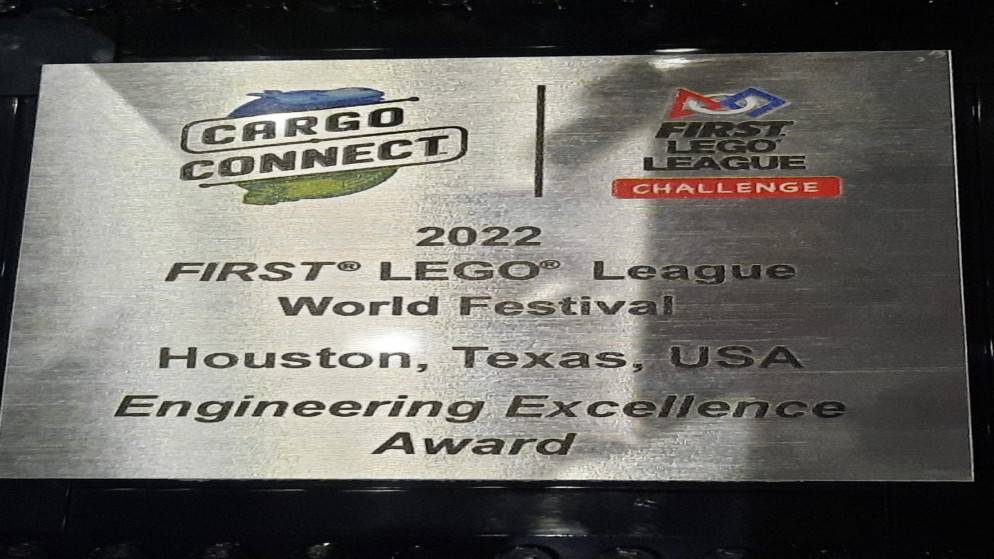 CARGO
CONNECT
FIRST
LEGO
LEAGUE
CHALLENGE
2022
FIRST® LEGO® League
World Festival
Houston, Texas, USA
Engineering Excellence
Award